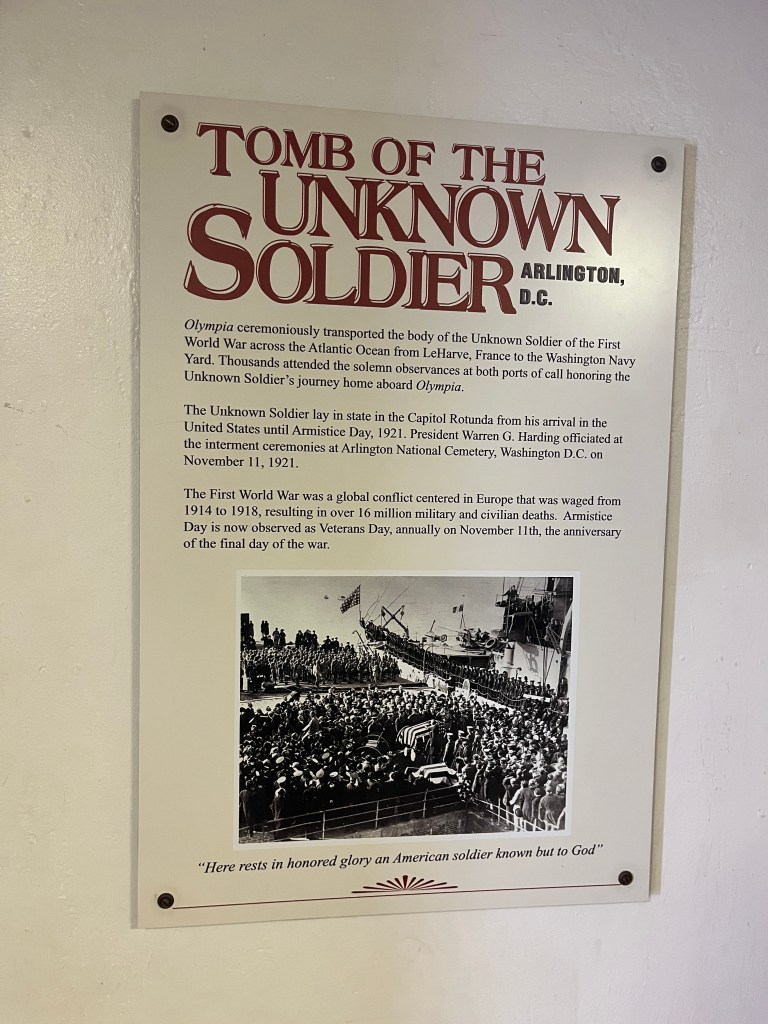 TOMB OF THE
UNKNOWN
SOLDIER ARLINGTON,
D.C.
Olympia ceremoniously transported the body of the Unknown Soldier of the First
World War across the Atlantic Ocean from LeHarve, France to the Washington Navy
Yard. Thousands attended the solemn observances at both ports of call honoring the
Unknown Soldier's journey home aboard Olympia.
The Unknown Soldier lay in state in the Capitol Rotunda from his arrival in the
United States until Armistice Day, 1921. President Warren G. Harding officiated at
the interment ceremonies at Arlington National Cemetery, Washington D.C. on
November 11, 1921.
The First World War was a global conflict centered in Europe that was waged from
1914 to 1918, resulting in over 16 million military and civilian deaths. Armistice
Day is now observed as Veterans Day, annually on November 11th, the anniversary
of the final day of the war.
“Here rests in honored glory an American soldier known but to God”